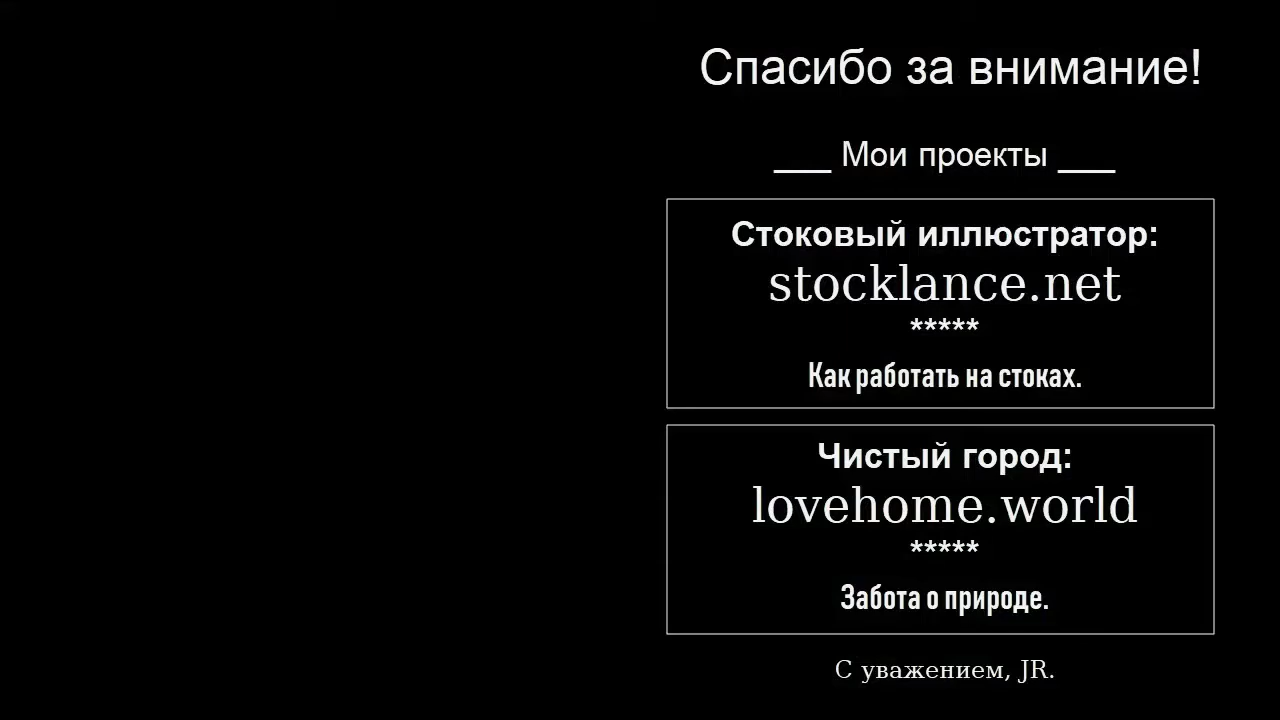 Спасибо за внимание!
___ Мои проекты ___
Стоковый иллюстратор:
stocklance.net
*****
Как работать на стоках.
Чистый город:
lovehome.world
*****
Забота о природе.
С уважением, JR.